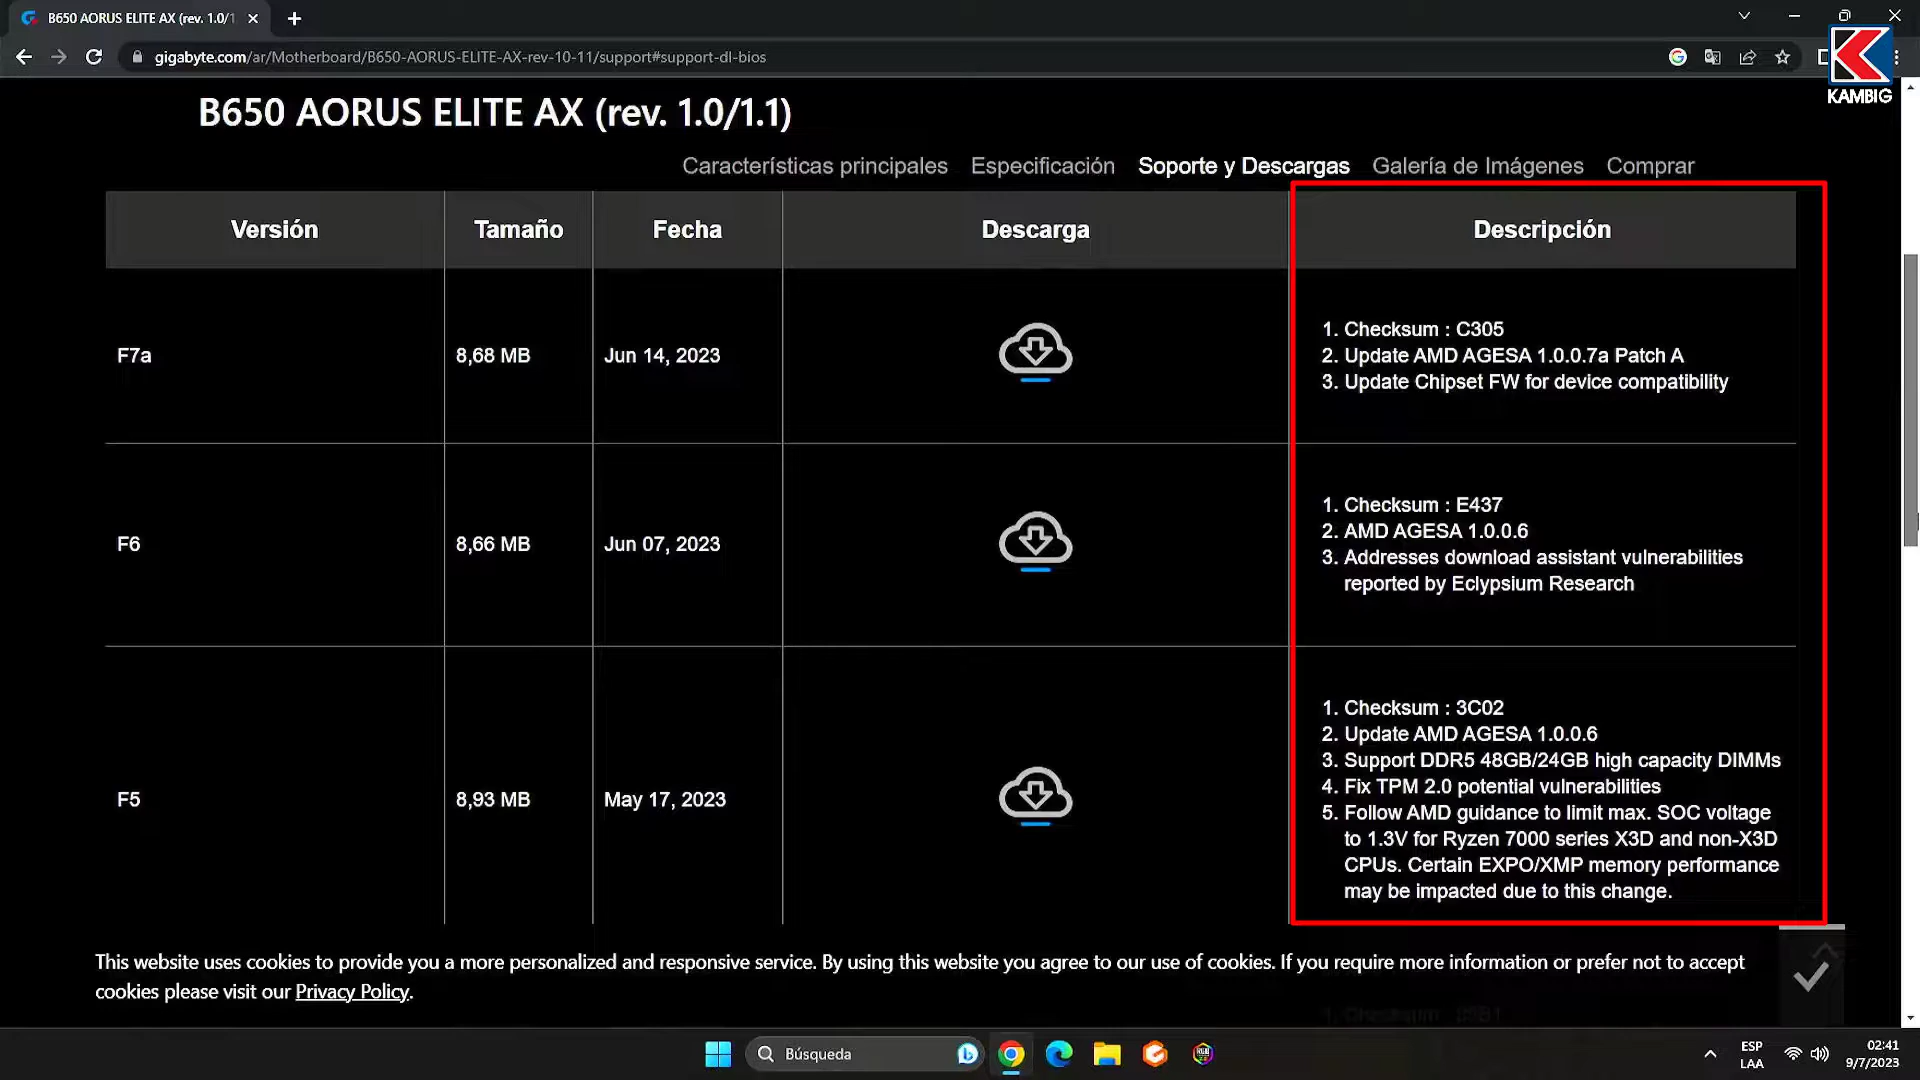 B650 AORUS ELITE AX (rev. 1.0/1
gigabyte.com/ar/Motherboard/B650-AORUS-ELITE-AX-rev-10-11/support#support-dl-bios
KAMBIG
B650 AORUS ELITE AX (rev. 1.0/1.1)
Características principales Especificación Soporte y Descargas Galería de Imágenes Comprar
Versión Tamaño Fecha Descarga Descripción
F7a 8,68 MB Jun 14, 2023
1. Checksum : C305
2. Update AMD AGESA 1.0.0.7a Patch A
3. Update Chipset FW for device compatibility
F6 8,66 MB Jun 07, 2023
1. Checksum : E437
2. AMD AGESA 1.0.0.6
3. Addresses download assistant vulnerabilities
reported by Eclypsium Research
F5 8,93 MB May 17, 2023
1. Checksum : 3C02
2. Update AMD AGESA 1.0.0.6
3. Support DDR5 48GB/24GB high capacity DIMMs
4. Fix TPM 2.0 potential vulnerabilities
5. Follow AMD guidance to limit max. SOC voltage
to 1.3V for Ryzen 7000 series X3D and non-X3D
CPUs. Certain EXPO/XMP memory performance
may be impacted due to this change.
This website uses cookies to provide you a more personalized and responsive service. By using this website you agree to our use of cookies. If you require more information or prefer not to accept
cookies please visit our Privacy Policy.
1. Checksum :
Búsqueda
ESP
LAA
02:41
9/7/2023